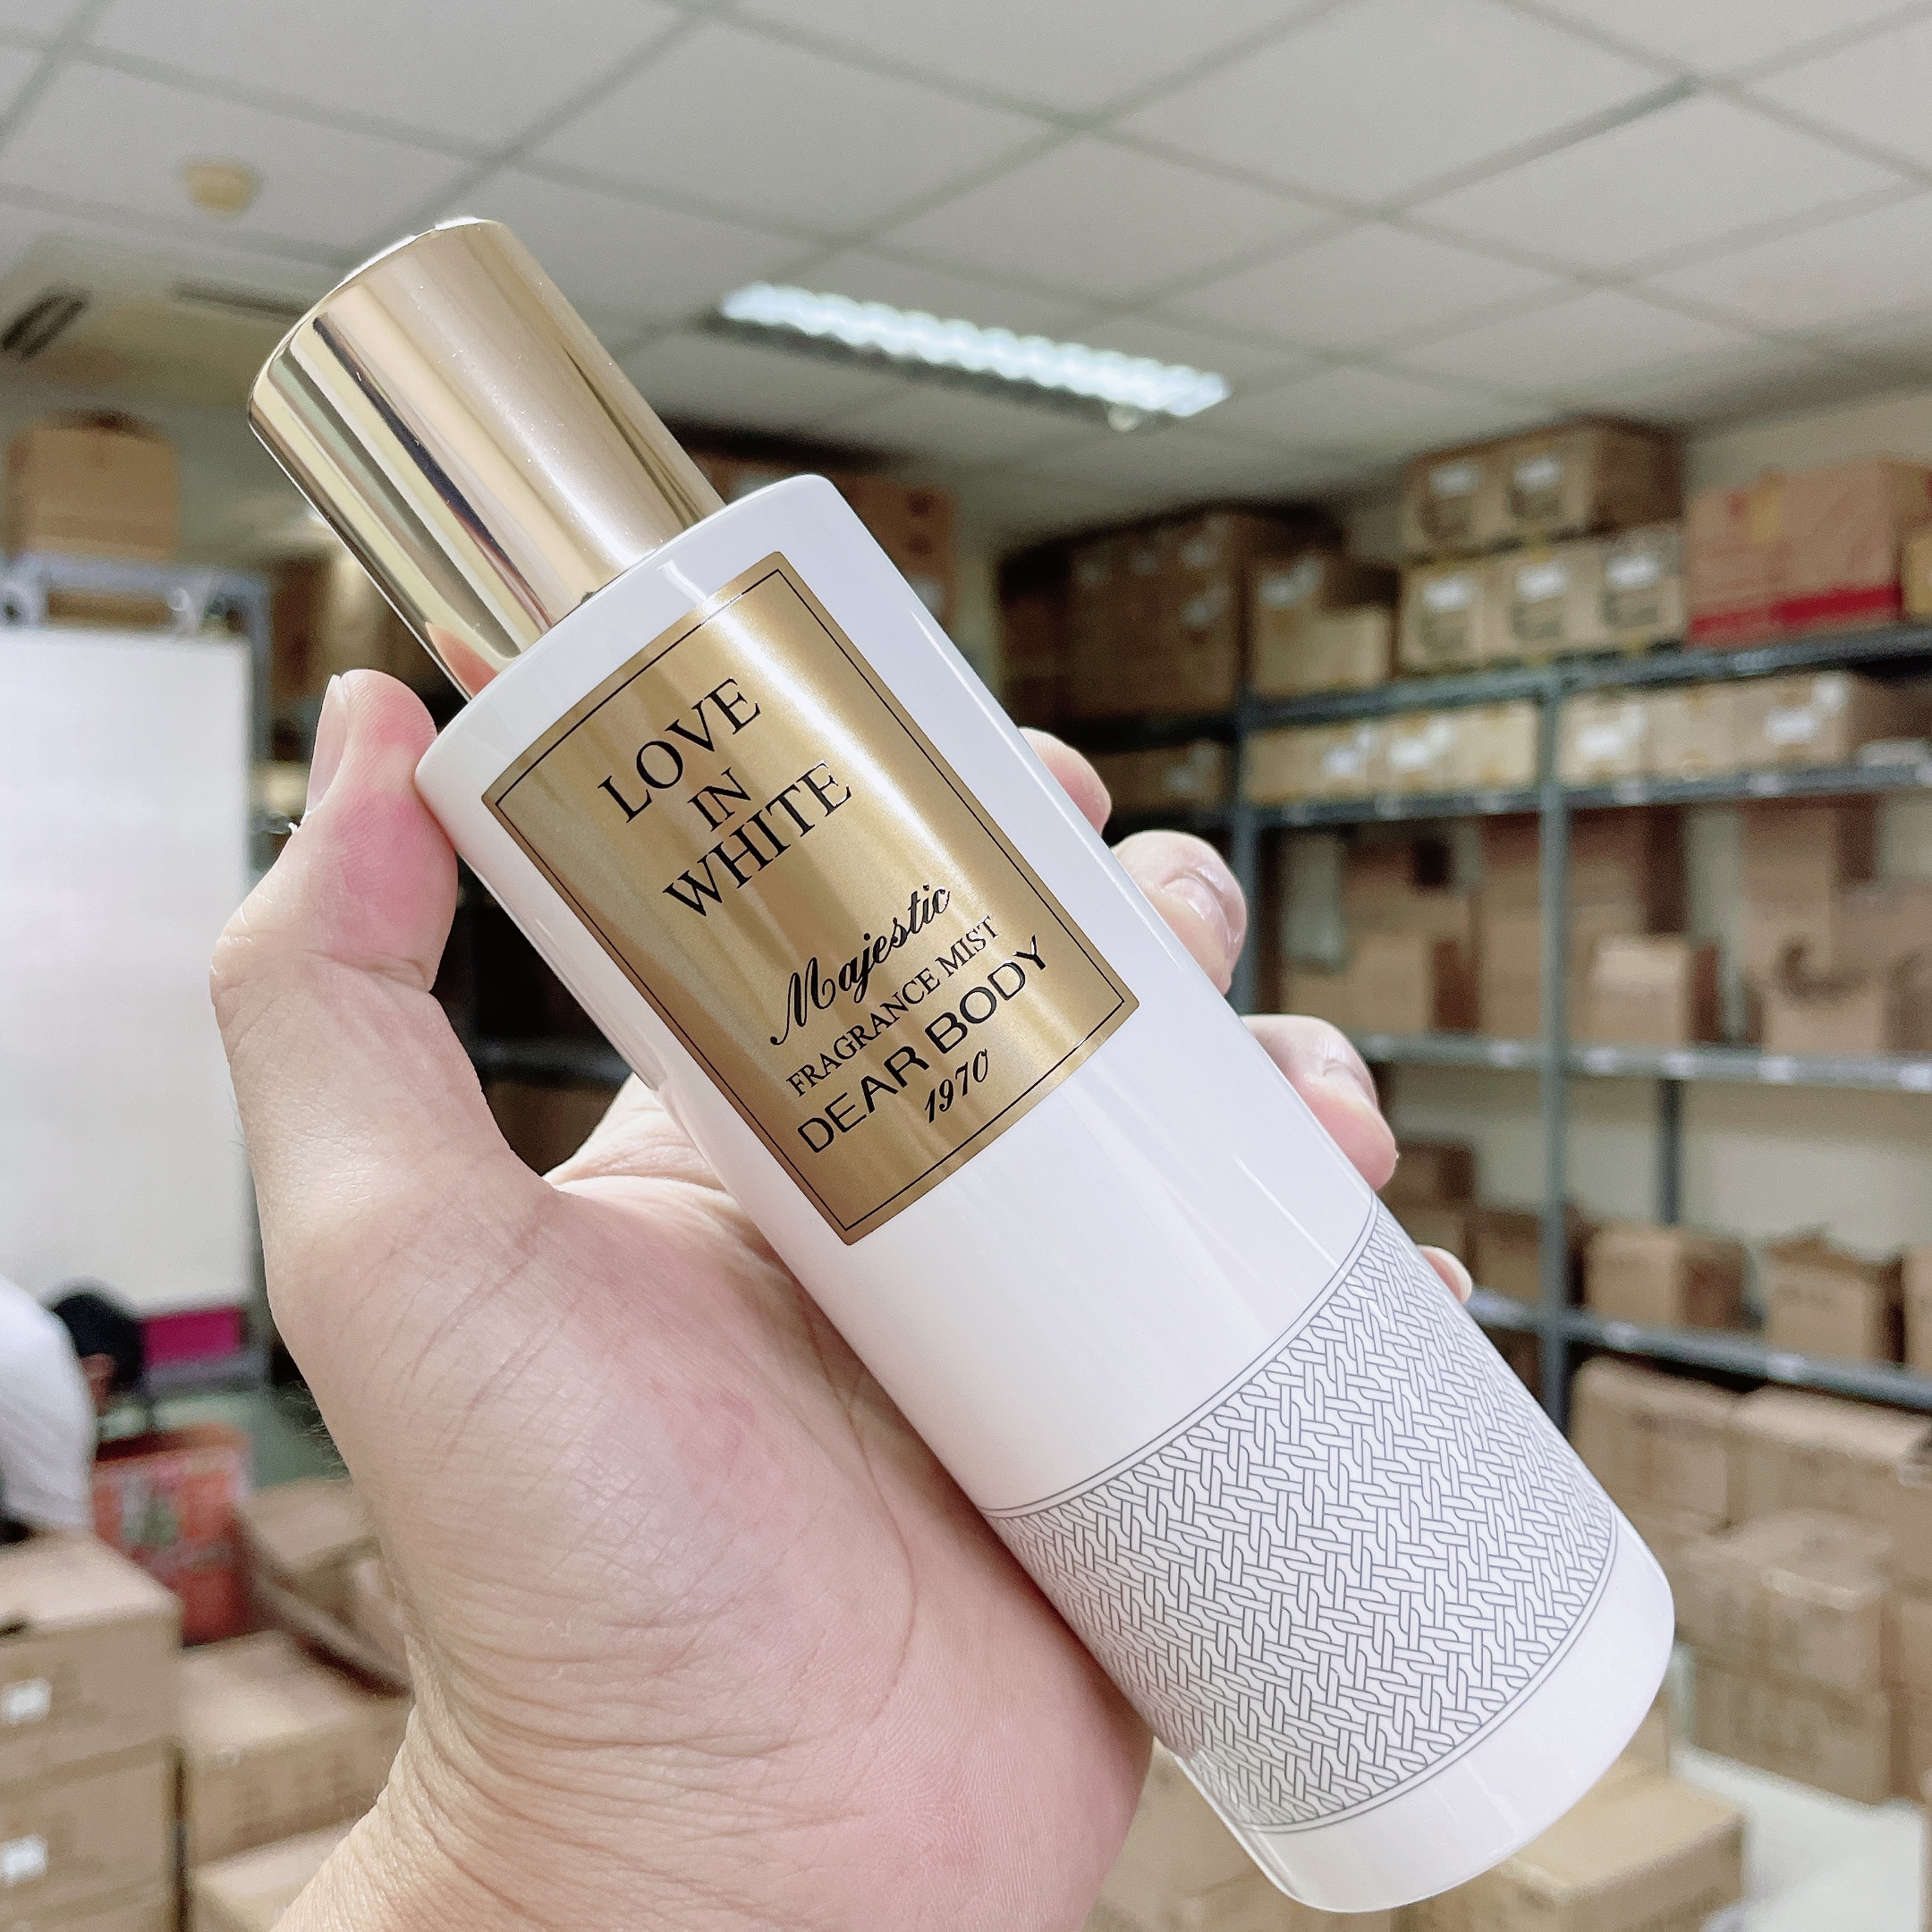 LOVE
IN
WHITE
Majestic
FRAGRANCE MIST
DEAR BODY
1970